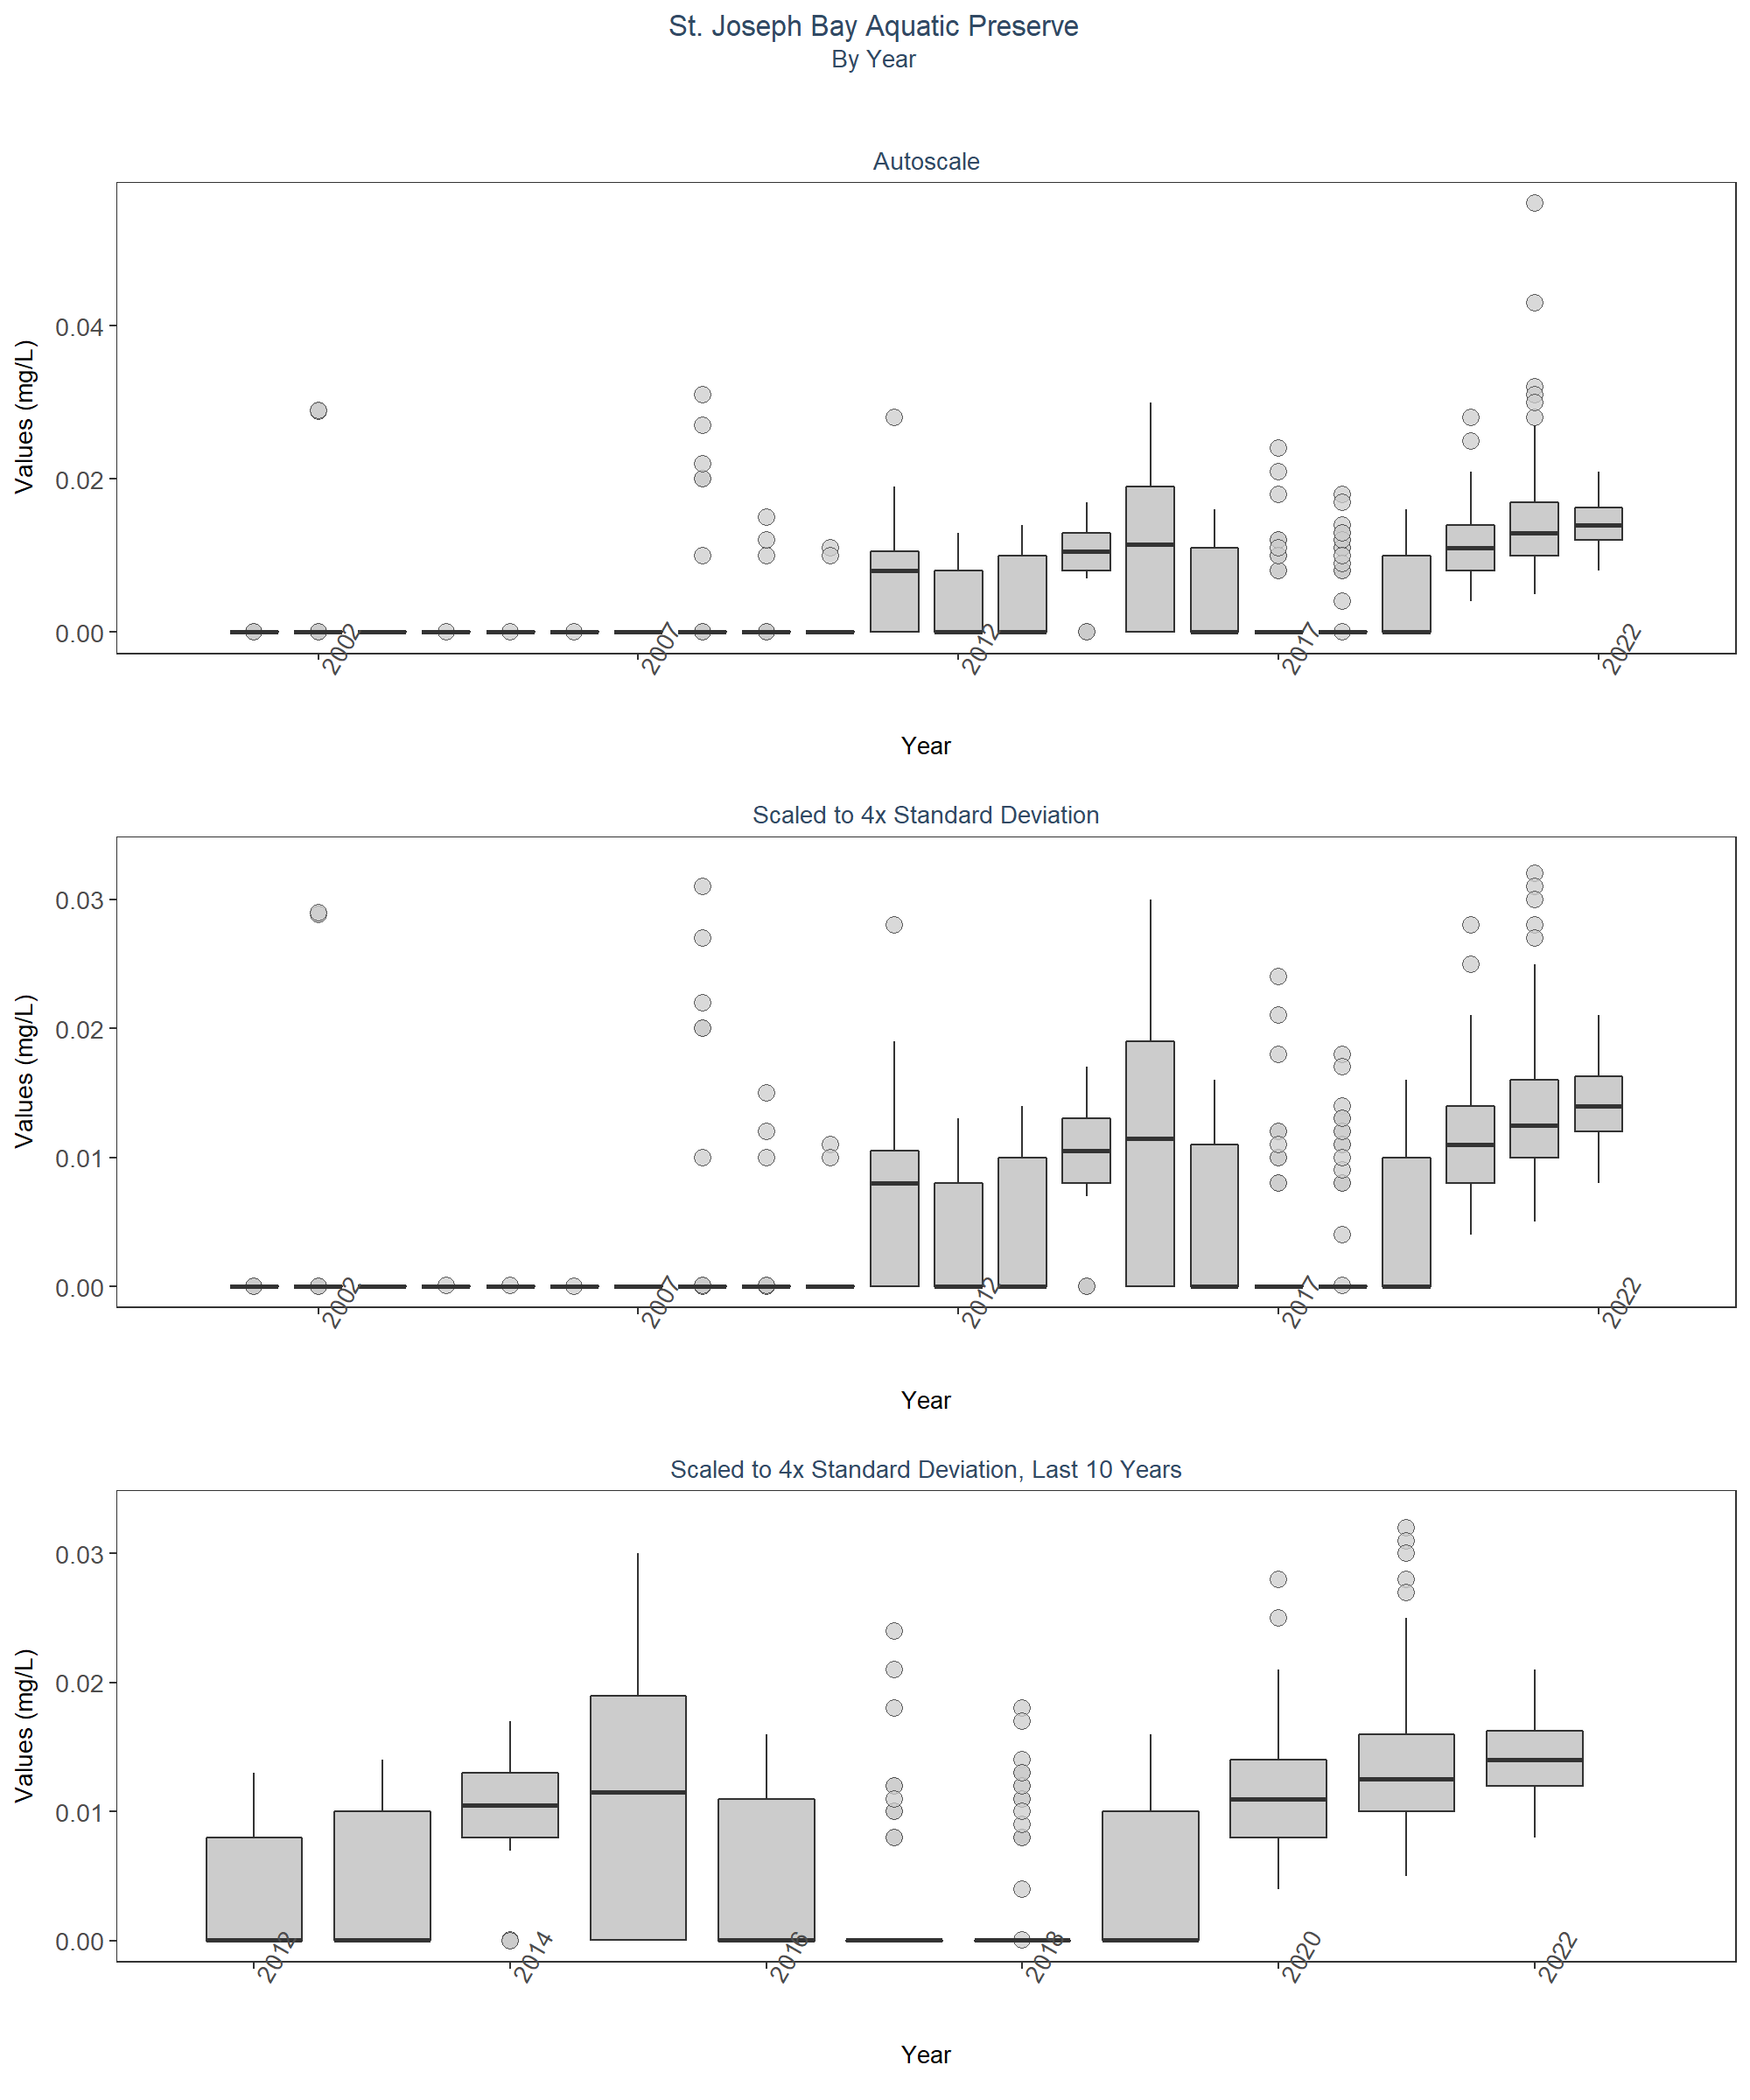 St. Joseph Bay Aquatic Preserve
By Year
Autoscale
Values (mg/L)
0.04
0.02
0.00
2002 2007 2012 2017 2022
Year
Scaled to 4x Standard Deviation
Values (mg/L)
0.03
0.02
0.01
0.00
2002 2007 2012 2017 2022
Year
Scaled to 4x Standard Deviation, Last 10 Years
Values (mg/L)
0.03
0.02
0.01
0.00
2012 2014 2016 2018 2020 2022
Year